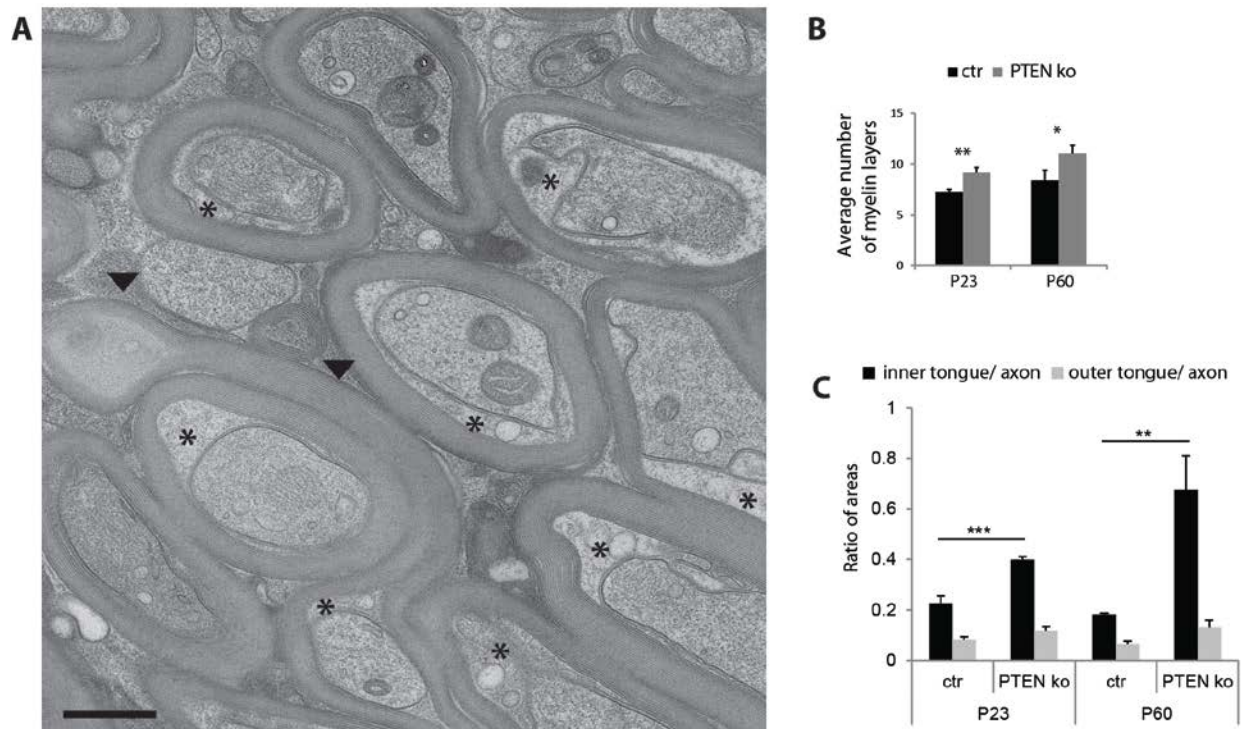 A
*
*
*
*
*
*
*
*
B
ctr PTEN ko
Average number
of myelin layers
15
10
5
0
**
*
P23 P60
C
inner tongue/ axon outer tongue/ axon
Ratio of areas
1
0.8
0.6
0.4
0.2
0
***
**
ctr PTEN ko ctr PTEN ko
P23 P60